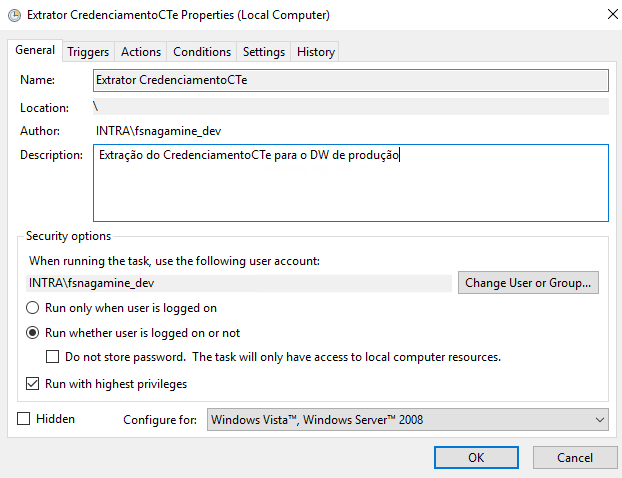 Extrator CredenciamentoCTe Properties (Local Computer)
General Triggers Actions Conditions Settings History
Name: Extrator CredenciamentoCTe
Location: \
Author: INTRA\fsnagamine_dev
Description: Extração do CredenciamentoCTe para o DW de produção
Security options
When running the task, use the following user account:
INTRA\fsnagamine_dev Change User or Group...
Run only when user is logged on
Run whether user is logged on or not
Do not store password. The task will only have access to local computer resources.
Run with highest privileges
Hidden Configure for: Windows Vista™, Windows Server™ 2008
OK Cancel